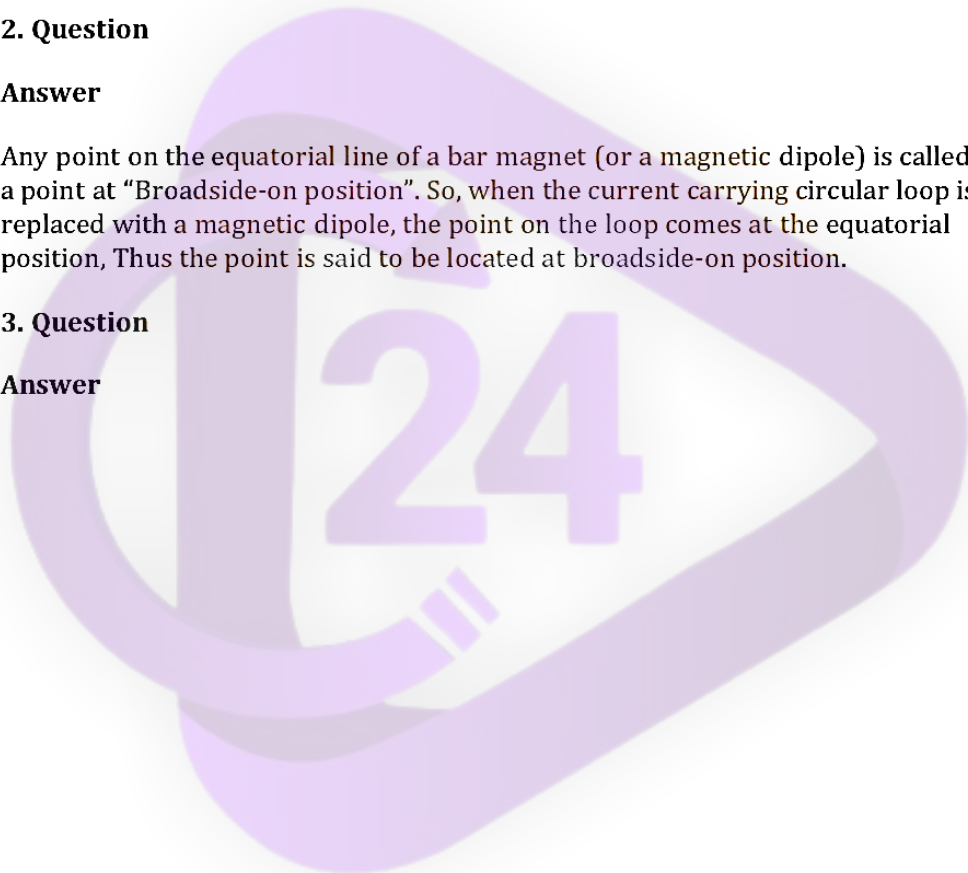 2. Question
Answer
Any point on the equatorial line of a bar magnet (or a magnetic dipole) is called
a point at “Broadside-on position”. So, when the current carrying circular loop is
replaced with a magnetic dipole, the point on the loop comes at the equatorial
position, Thus the point is said to be located at broadside-on position.
3. Question
Answer
24